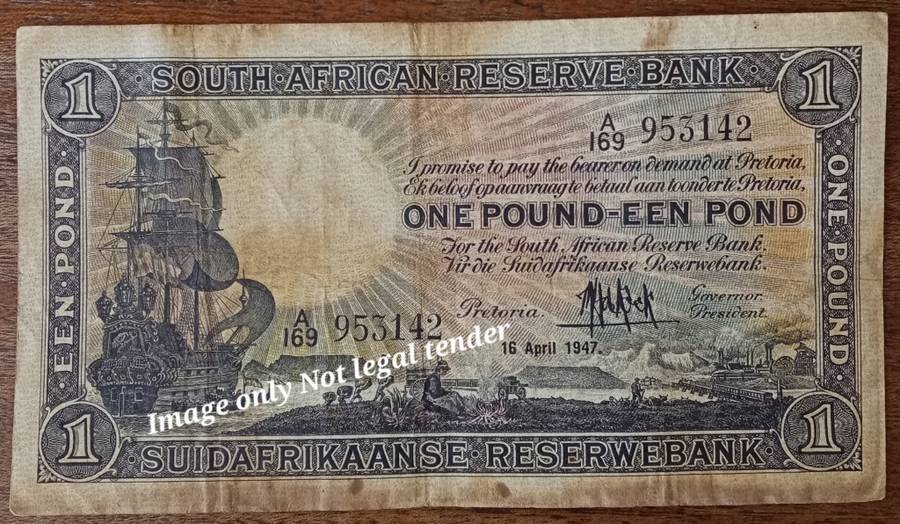 1 SOUTH·AFRICAN·RESERVE·BANK 1
A/169 953142
I promise to pay the bearer on demand at Pretoria,
Ek beloof op aanvraag te betaal aan toonder te Pretoria,
ONE POUND-EEN POND
For the South African Reserve Bank.
Vir die Suidafrikaanse Reserwebank.
Pretoria.
Governor.
President.
A/169 953142
16 April 1947.
Image only Not legal tender
EEN·POND
ONE·POUND
1 SUIDAFRIKAANSE·RESERWEBANK 1